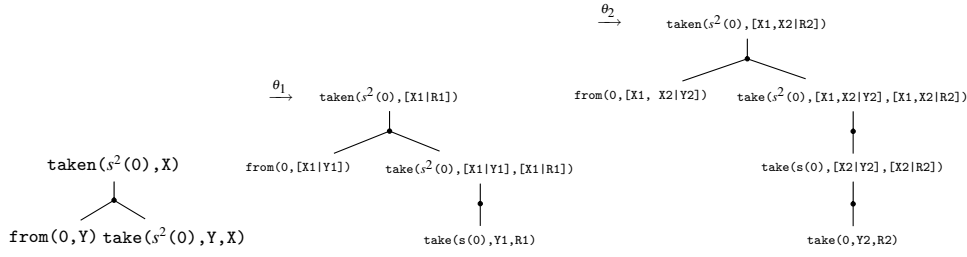 taken(s²(0),X)
from(0,Y) take(s²(0),Y,X)
θ₁
→
taken(s²(0),[X1|R1])
from(0,[X1|Y1]) take(s²(0),[X1|Y1],[X1|R1])
take(s(0),Y1,R1)
θ₂
→
taken(s²(0),[X1,X2|R2])
from(0,[X1, X2|Y2]) take(s²(0),[X1,X2|Y2],[X1,X2|R2])
take(s(0),[X2|Y2],[X2|R2])
take(0,Y2,R2)